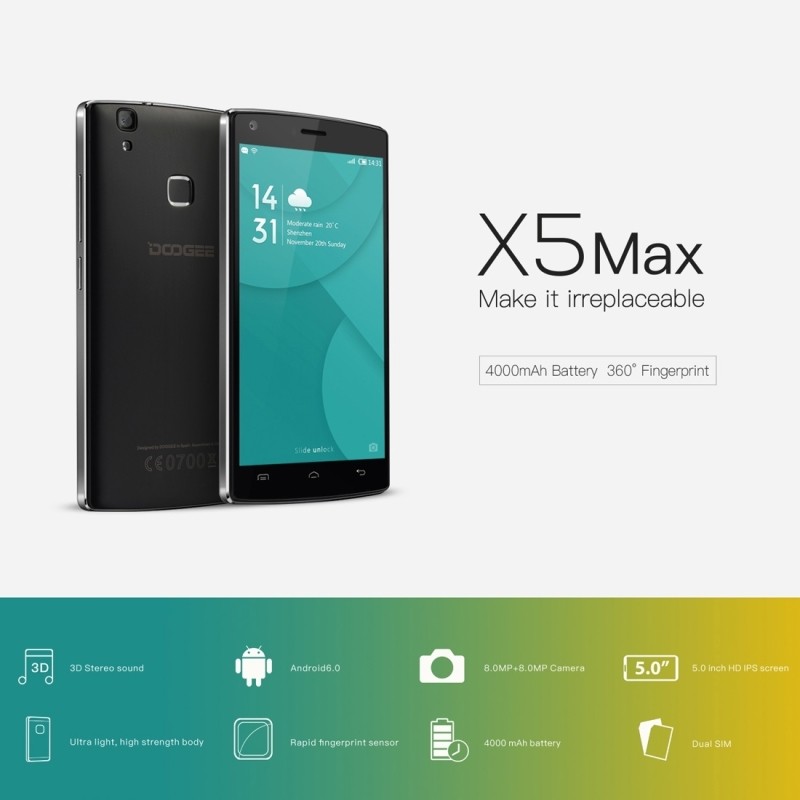 DOOGEE
CE0700
14:31
14
31
Moderate rain 20°C
Shenzhen
November 20th Sunday
Slide unlock
X5Max
Make it irreplaceable
4000mAh Battery 360° Fingerprint
3D
3D Stereo sound
Android6.0
8.0MP+8.0MP Camera
5.0"
5.0 Inch HD IPS screen
Ultra light, high strength body
Rapid fingerprint sensor
4000 mAh battery
Dual SIM